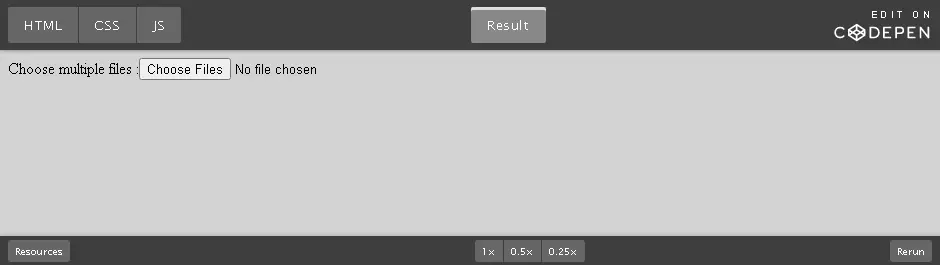 HTML CSS JS Result EDIT ON
CODEPEN
Choose multiple files : Choose Files No file chosen
Resources 1× 0.5× 0.25× Rerun